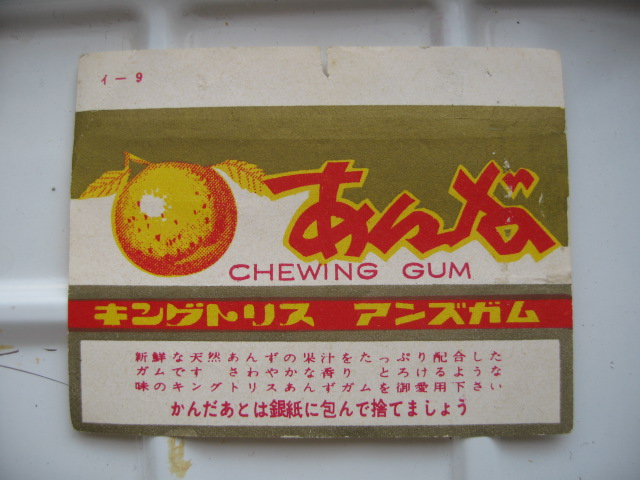 イ－9
あんず
CHEWING GUM
キングトリス アンズガム
新鮮な天然あんずの果汁をたっぷり配合した
ガムです さわやかな香り とろけるような
味のキングトリスあんずガムを御愛用下さい
かんだあとは銀紙に包んで捨てましょう